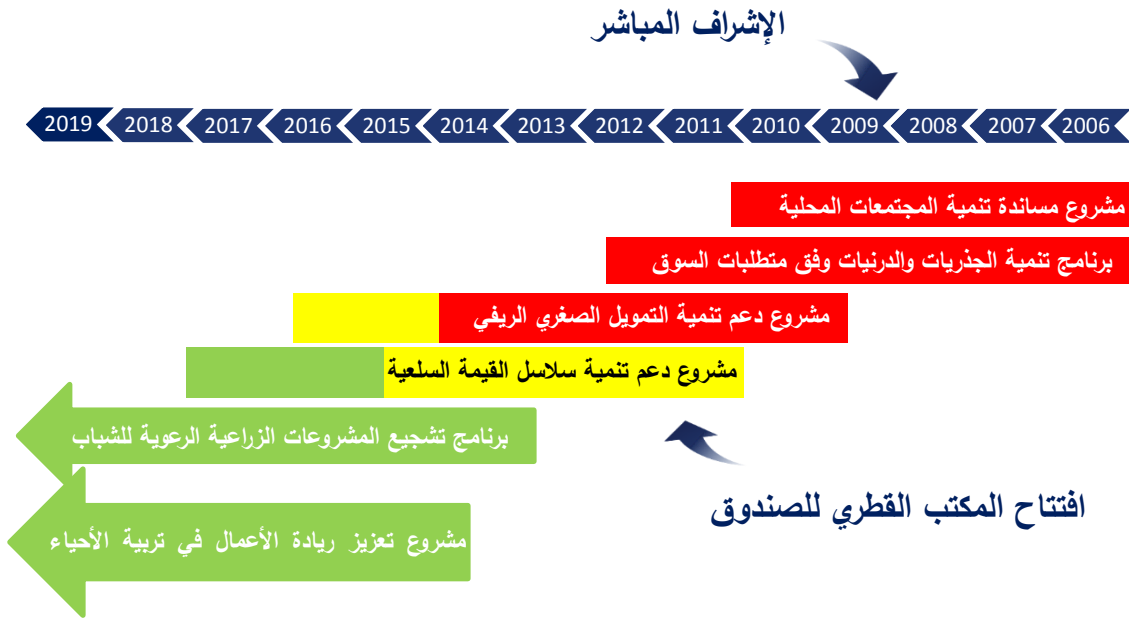 الإشراف المباشر
2006 2007 2008 2009 2010 2011 2012 2013 2014 2015 2016 2017 2018 2019
مشروع مساندة تنمية المجتمعات المحلية
برنامج تنمية الجذريات والدرنيات وفق متطلبات السوق
مشروع دعم تنمية التمويل الصغري الريفي
مشروع دعم تنمية سلاسل القيمة السلعية
برنامج تشجيع المشروعات الزراعية الرعوية للشباب
افتتاح المكتب القطري للصندوق
مشروع تعزيز ريادة الأعمال في تربية الأحياء